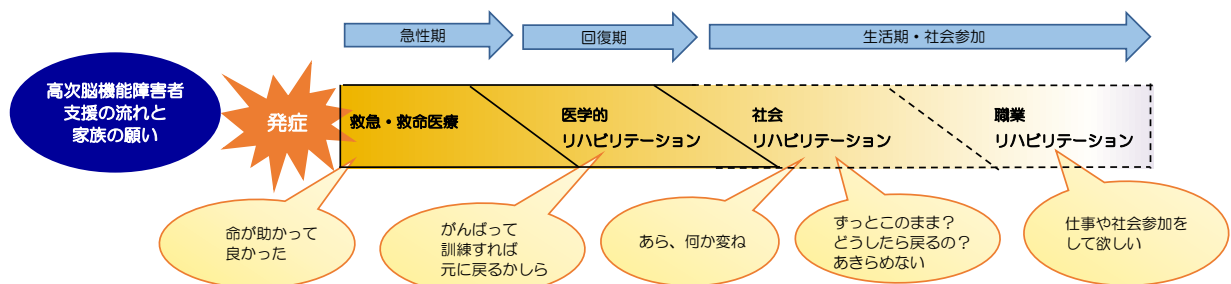 急性期
回復期
生活期・社会参加
高次脳機能障害者
支援の流れと
家族の願い
発症
救急・救命医療
医学的
リハビリテーション
社会
リハビリテーション
職業
リハビリテーション
命が助かって
良かった
がんばって
訓練すれば
元に戻るかしら
あら、何か変ね
ずっとこのまま?
どうしたら戻るの?
あきらめない
仕事や社会参加を
して欲しい